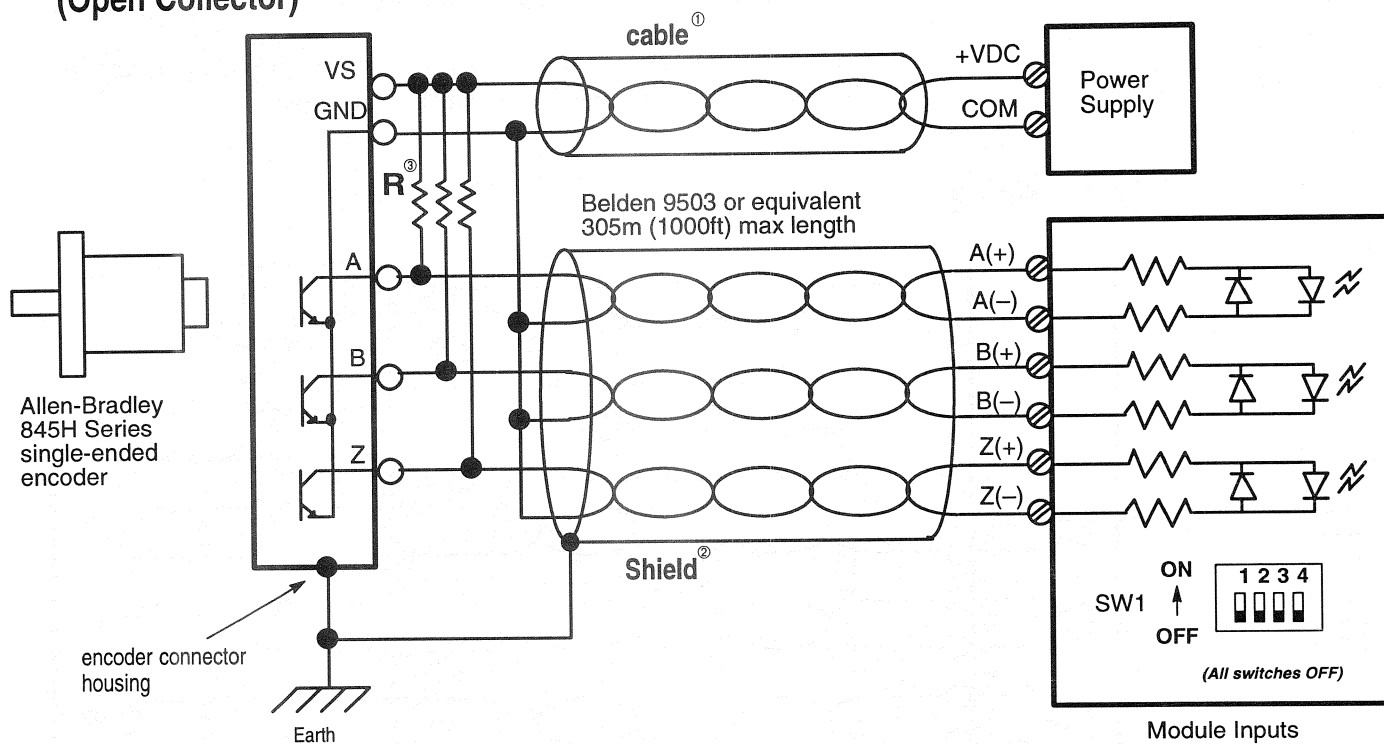 (Open Collector)
cable①
VS
GND
+VDC
COM
Power
Supply
R③
Belden 9503 or equivalent
305m (1000ft) max length
A
B
Z
A(+)
A(–)
B(+)
B(–)
Z(+)
Z(–)
Allen-Bradley
845H Series
single-ended
encoder
Shield②
ON
SW1
OFF
1 2 3 4
(All switches OFF)
encoder connector
housing
Earth
Module Inputs